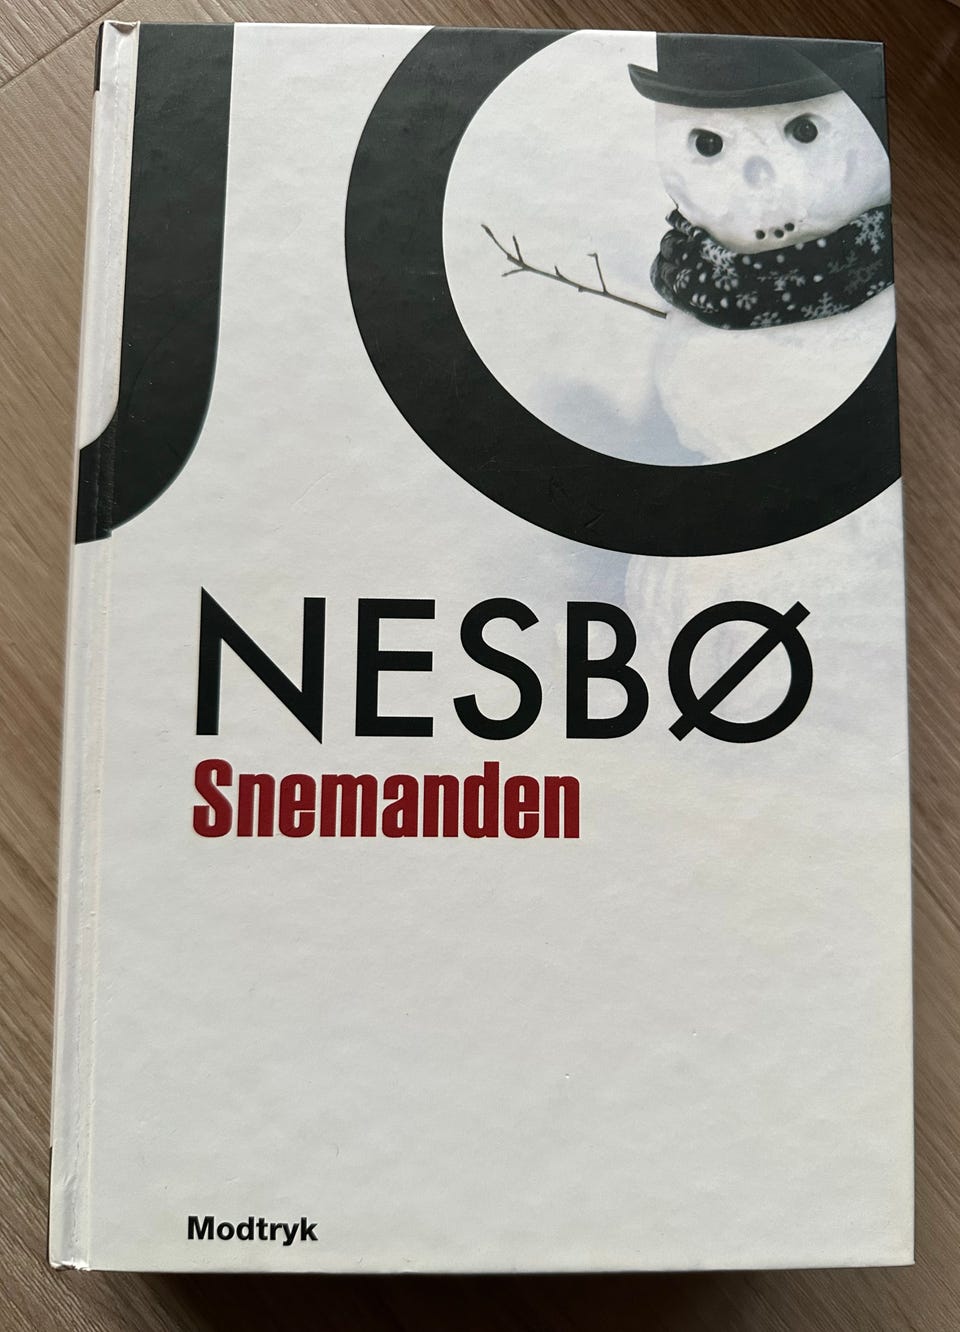 JO
NESBØ
Snemanden
Modtryk